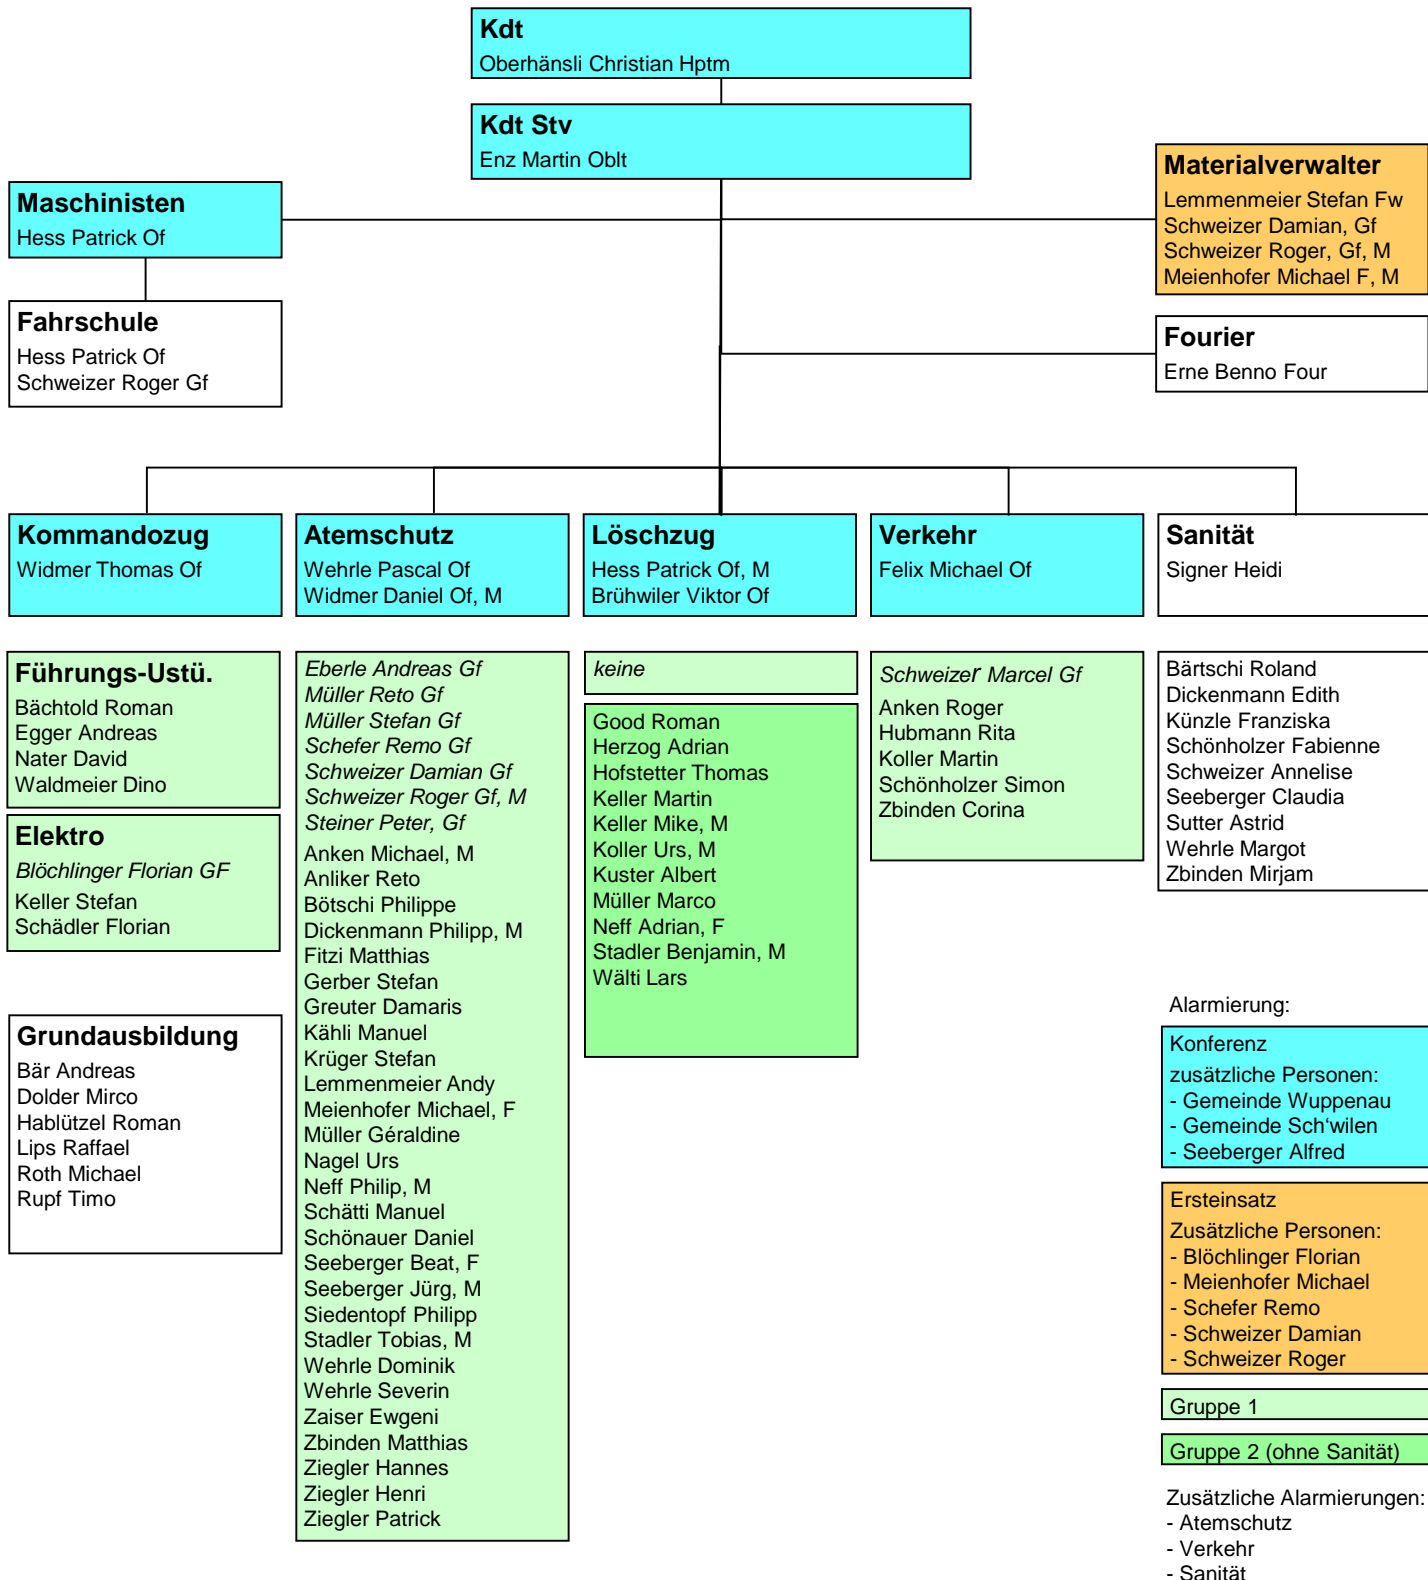 Kdt
Oberhänsli Christian Hptm
Kdt Stv
Enz Martin Oblt
Materialverwalter
Lemmenmeier Stefan Fw
Schweizer Damian, Gf
Schweizer Roger, Gf, M
Meienhofer Michael F, M
Maschinisten
Hess Patrick Of
Fahrschule
Hess Patrick Of
Schweizer Roger Gf
Fourier
Erne Benno Four
Kommandozug
Widmer Thomas Of
Atemschutz
Wehrle Pascal Of
Widmer Daniel Of, M
Löschzug
Hess Patrick Of, M
Brühwiler Viktor Of
Verkehr
Felix Michael Of
Sanität
Signer Heidi
Führungs-Ustü.
Bächtold Roman
Egger Andreas
Nater David
Waldmeier Dino
Elektro
Blöchlinger Florian GF
Keller Stefan
Schädler Florian
Grundausbildung
Bär Andreas
Dolder Mirco
Hablützel Roman
Lips Raffael
Roth Michael
Rupf Timo
Eberle Andreas Gf
Müller Reto Gf
Müller Stefan Gf
Schefer Remo Gf
Schweizer Damian Gf
Schweizer Roger Gf, M
Steiner Peter, Gf
Anken Michael, M
Anliker Reto
Bötschi Philippe
Dickenmann Philipp, M
Fitzi Matthias
Gerber Stefan
Greuter Damaris
Kähli Manuel
Krüger Stefan
Lemmenmeier Andy
Meienhofer Michael, F
Müller Géraldine
Nagel Urs
Neff Philip, M
Schätti Manuel
Schönauer Daniel
Seeberger Beat, F
Seeberger Jürg, M
Siedentopf Philipp
Stadler Tobias, M
Wehrle Dominik
Wehrle Severin
Zaiser Ewgeni
Zbinden Matthias
Ziegler Hannes
Ziegler Henri
Ziegler Patrick
keine
Good Roman
Herzog Adrian
Hofstetter Thomas
Keller Martin
Keller Mike, M
Koller Urs, M
Kuster Albert
Müller Marco
Neff Adrian, F
Stadler Benjamin, M
Wälti Lars
Schweizer Marcel Gf
Anken Roger
Hubmann Rita
Koller Martin
Schönholzer Simon
Zbinden Corina
Bärtschi Roland
Dickenmann Edith
Künzle Franziska
Schönholzer Fabienne
Schweizer Annelise
Seeberger Claudia
Sutter Astrid
Wehrle Margot
Zbinden Mirjam
Alarmierung:
Konferenz
zusätzliche Personen:
- Gemeinde Wuppenau
- Gemeinde Sch‘wilen
- Seeberger Alfred
Ersteinsatz
Zusätzliche Personen:
- Blöchlinger Florian
- Meienhofer Michael
- Schefer Remo
- Schweizer Damian
- Schweizer Roger
Gruppe 1
Gruppe 2 (ohne Sanität)
Zusätzliche Alarmierungen:
- Atemschutz
- Verkehr
- Sanität